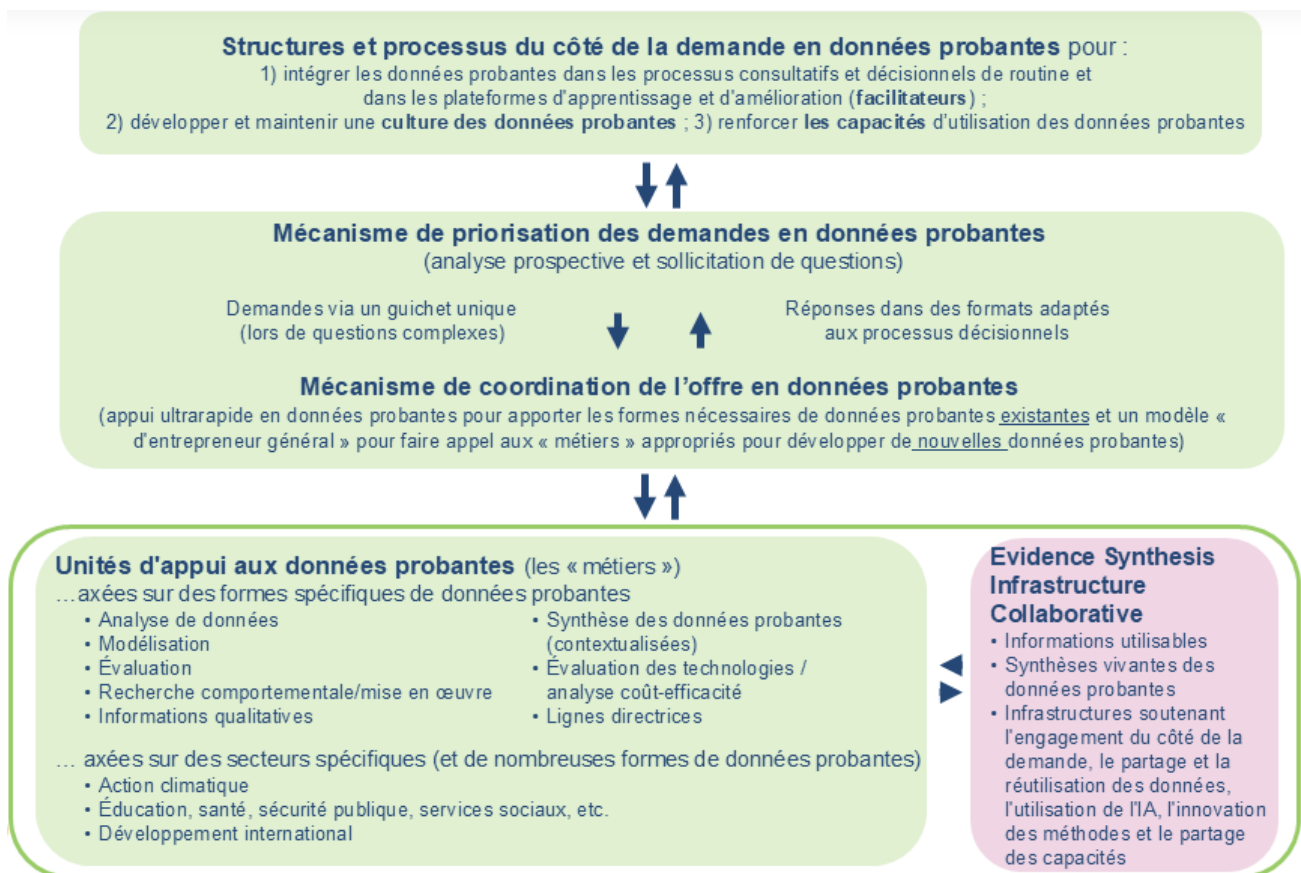 Structures et processus du côté de la demande en données probantes pour :
1) intégrer les données probantes dans les processus consultatifs et décisionnels de routine et
dans les plateformes d'apprentissage et d'amélioration (facilitateurs) ;
2) développer et maintenir une culture des données probantes ; 3) renforcer les capacités d'utilisation des données probantes
Mécanisme de priorisation des demandes en données probantes
(analyse prospective et sollicitation de questions)
Demandes via un guichet unique
(lors de questions complexes)
Réponses dans des formats adaptés
aux processus décisionnels
Mécanisme de coordination de l'offre en données probantes
(appui ultrarapide en données probantes pour apporter les formes nécessaires de données probantes existantes et un modèle «
d'entrepreneur général » pour faire appel aux « métiers » appropriés pour développer de nouvelles données probantes)
Unités d'appui aux données probantes (les « métiers »)
…axées sur des formes spécifiques de données probantes
• Analyse de données
• Modélisation
• Évaluation
• Recherche comportementale/mise en œuvre
• Informations qualitatives
• Synthèse des données probantes
(contextualisées)
• Évaluation des technologies /
analyse coût-efficacité
• Lignes directrices
… axées sur des secteurs spécifiques (et de nombreuses formes de données probantes)
• Action climatique
• Éducation, santé, sécurité publique, services sociaux, etc.
• Développement international
Evidence Synthesis
Infrastructure
Collaborative
• Informations utilisables
• Synthèses vivantes des
données probantes
• Infrastructures soutenant
l'engagement du côté de la
demande, le partage et la
réutilisation des données,
l'utilisation de l'IA, l'innovation
des méthodes et le partage
des capacités